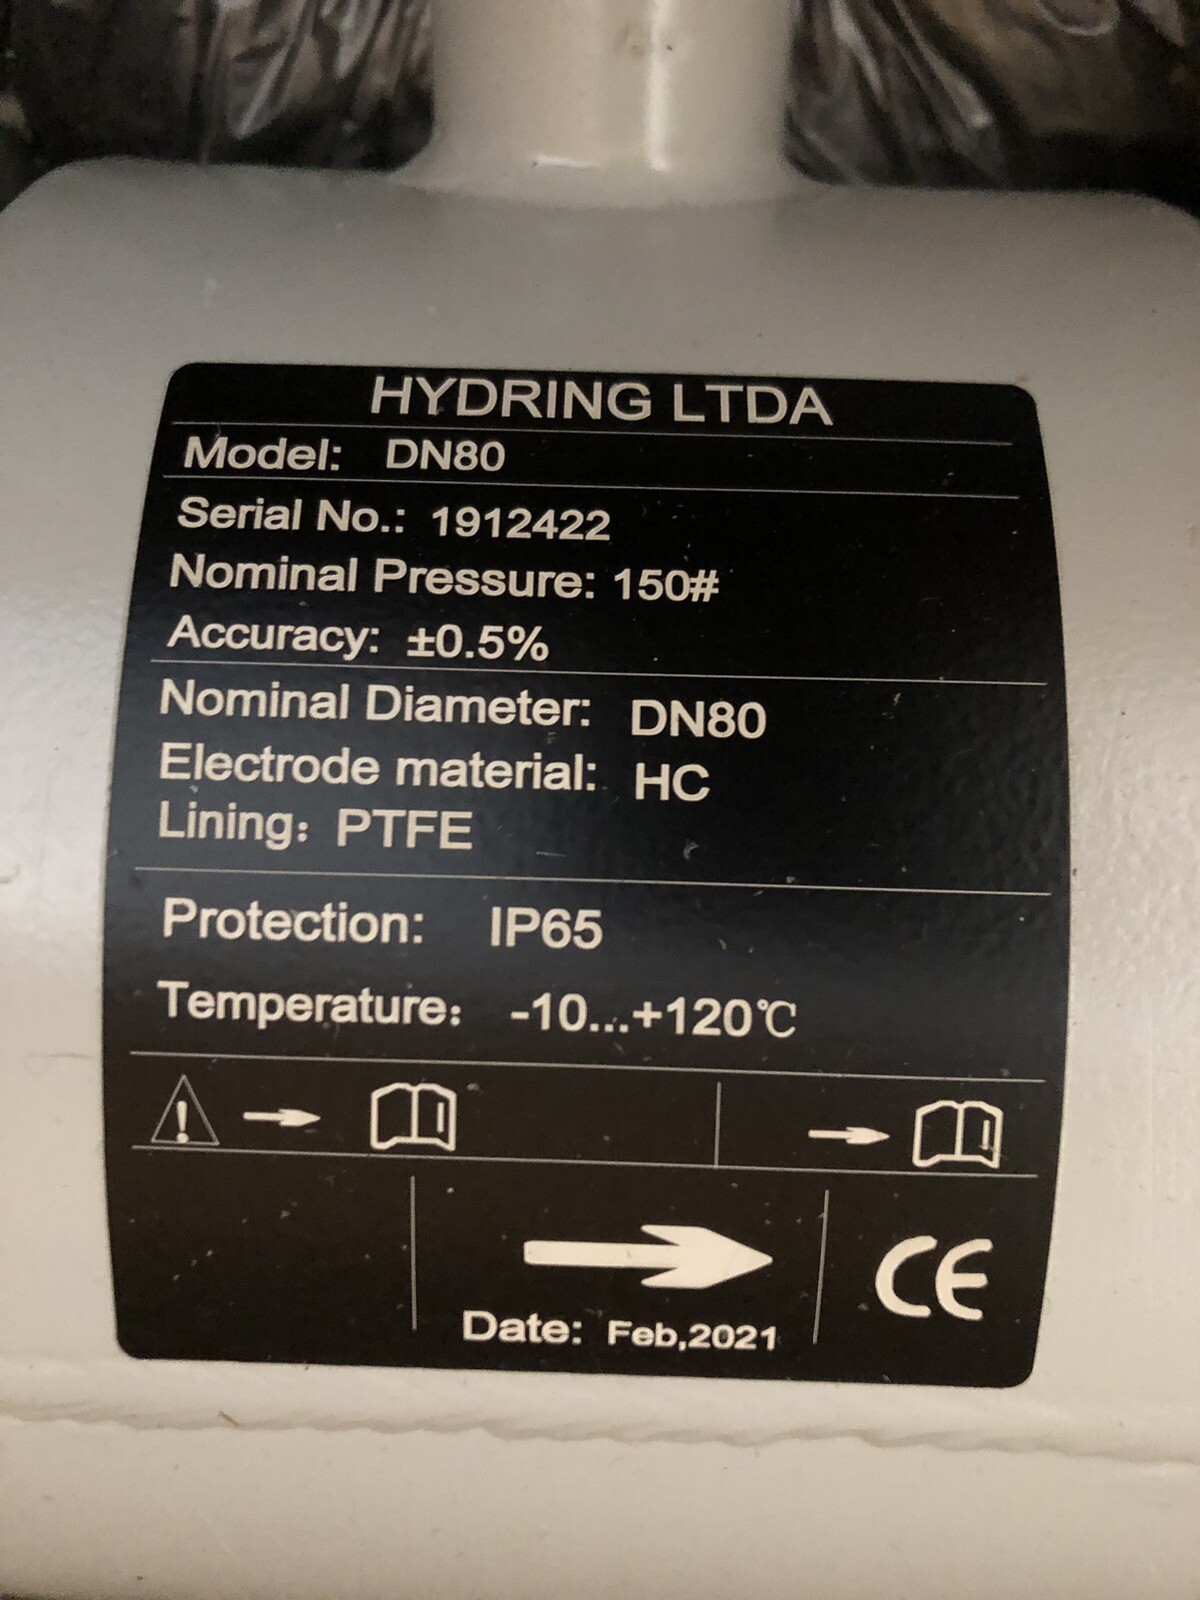 HYDRING LTDA
Model: DN80
Serial No.: 1912422
Nominal Pressure: 150#
Accuracy: ±0.5%
Nominal Diameter: DN80
Electrode material: HC
Lining: PTFE
Protection: IP65
Temperature: -10...+120℃
CE
Date: Feb,2021